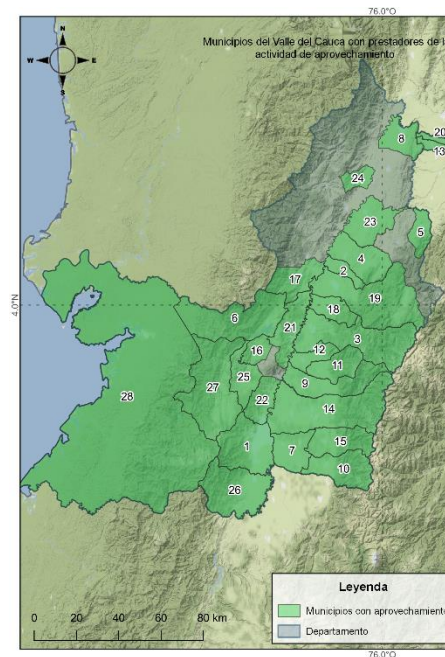 76.0°W
N
W
E
S
Municipios del Valle del Cauca con prestadores de
actividad de aprovechamiento
20
8
13
24
23
5
4
17
2
4.0°N
19
18
6
21
3
16
12
11
28
27
25
9
22
14
1
7
15
10
26
Leyenda
Municipios con aprovechamiento
Departamento
0 20 40 60 80 km
76.0°W